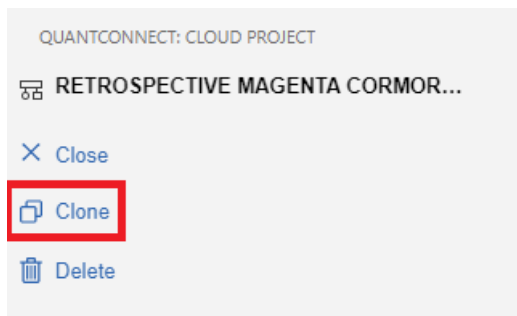 QUANTCONNECT: CLOUD PROJECT
RETROSPECTIVE MAGENTA CORMOR...
Close
Clone
Delete